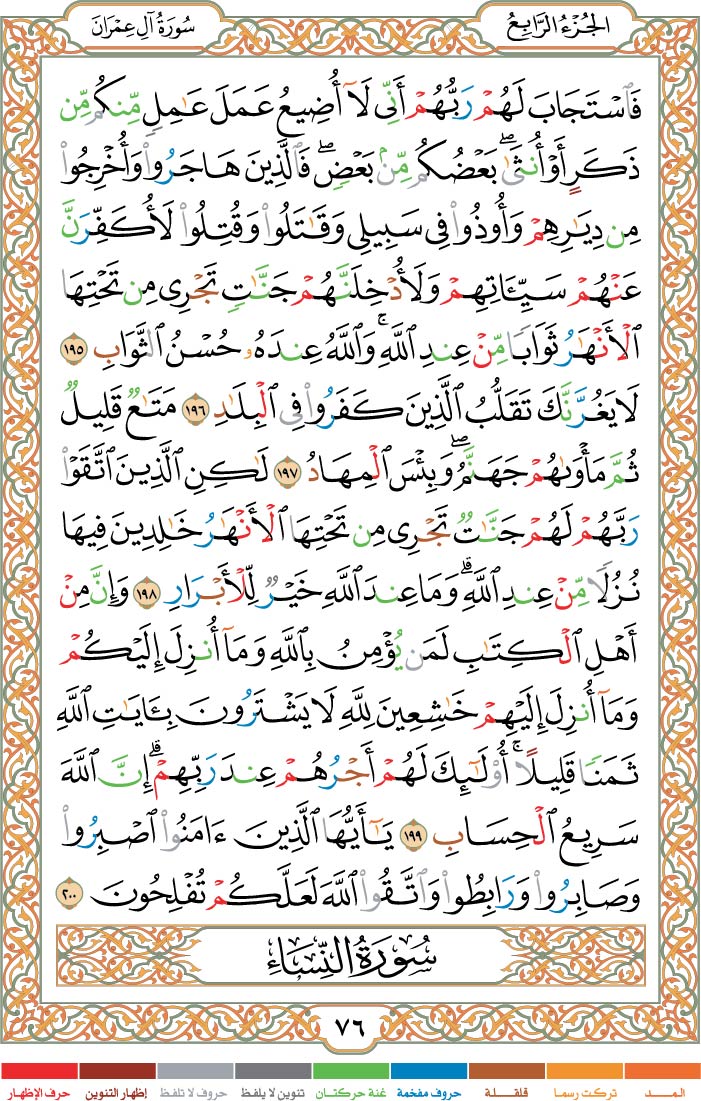 الجُزْءُ الرَّابِعُ
سُورَةُ آلِ عِمْرَانَ
فَٱسْتَجَابَ لَهُمْ رَبُّهُمْ أَنِّى لَآ أُضِيعُ عَمَلَ عَٰمِلٍ مِّنكُم مِّن
ذَكَرٍ أَوْ أُنثَىٰ ۖ بَعْضُكُم مِّنۢ بَعْضٍ ۖ فَٱلَّذِينَ هَاجَرُوا۟ وَأُخْرِجُوا۟
مِن دِيَٰرِهِمْ وَأُوذُوا۟ فِى سَبِيلِى وَقَٰتَلُوا۟ وَقُتِلُوا۟ لَأُكَفِّرَنَّ
عَنْهُمْ سَيِّـَٔاتِهِمْ وَلَأُدْخِلَنَّهُمْ جَنَّٰتٍ تَجْرِى مِن تَحْتِهَا
ٱلْأَنْهَٰرُ ثَوَابًا مِّنْ عِندِ ٱللَّهِ ۗ وَٱللَّهُ عِندَهُۥ حُسْنُ ٱلثَّوَابِ ١٩٥
لَا يَغُرَّنَّكَ تَقَلُّبُ ٱلَّذِينَ كَفَرُوا۟ فِى ٱلْبِلَٰدِ ١٩٦ مَتَٰعٌ قَلِيلٌ
ثُمَّ مَأْوَىٰهُمْ جَهَنَّمُ ۖ وَبِئْسَ ٱلْمِهَادُ ١٩٧ لَٰكِنِ ٱلَّذِينَ ٱتَّقَوْا۟
رَبَّهُمْ لَهُمْ جَنَّٰتٌ تَجْرِى مِن تَحْتِهَا ٱلْأَنْهَٰرُ خَٰلِدِينَ فِيهَا
نُزُلًا مِّنْ عِندِ ٱللَّهِ ۗ وَمَا عِندَ ٱللَّهِ خَيْرٌ لِّلْأَبْرَارِ ١٩٨ وَإِنَّ مِنْ
أَهْلِ ٱلْكِتَٰبِ لَمَن يُؤْمِنُ بِٱللَّهِ وَمَآ أُنزِلَ إِلَيْكُمْ
وَمَآ أُنزِلَ إِلَيْهِمْ خَٰشِعِينَ لِلَّهِ لَا يَشْتَرُونَ بِـَٔايَٰتِ ٱللَّهِ
ثَمَنًا قَلِيلًا ۗ أُو۟لَٰٓئِكَ لَهُمْ أَجْرُهُمْ عِندَ رَبِّهِمْ ۗ إِنَّ ٱللَّهَ
سَرِيعُ ٱلْحِسَابِ ١٩٩ يَٰٓأَيُّهَا ٱلَّذِينَ ءَامَنُوا۟ ٱصْبِرُوا۟
وَصَابِرُوا۟ وَرَابِطُوا۟ وَٱتَّقُوا۟ ٱللَّهَ لَعَلَّكُمْ تُفْلِحُونَ ٢٠٠
سُورَةُ النِّسَاءِ
٧٦
المـــد تركت رسما قلقـلة حروف مفخمة غنة حركتان تنوين لا يلفظ حروف لا تلفظ إظهار التنوين حرف الإظهار